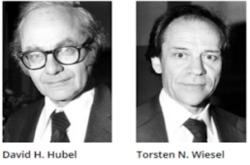 David H. Hubel
Torsten N. Wiesel